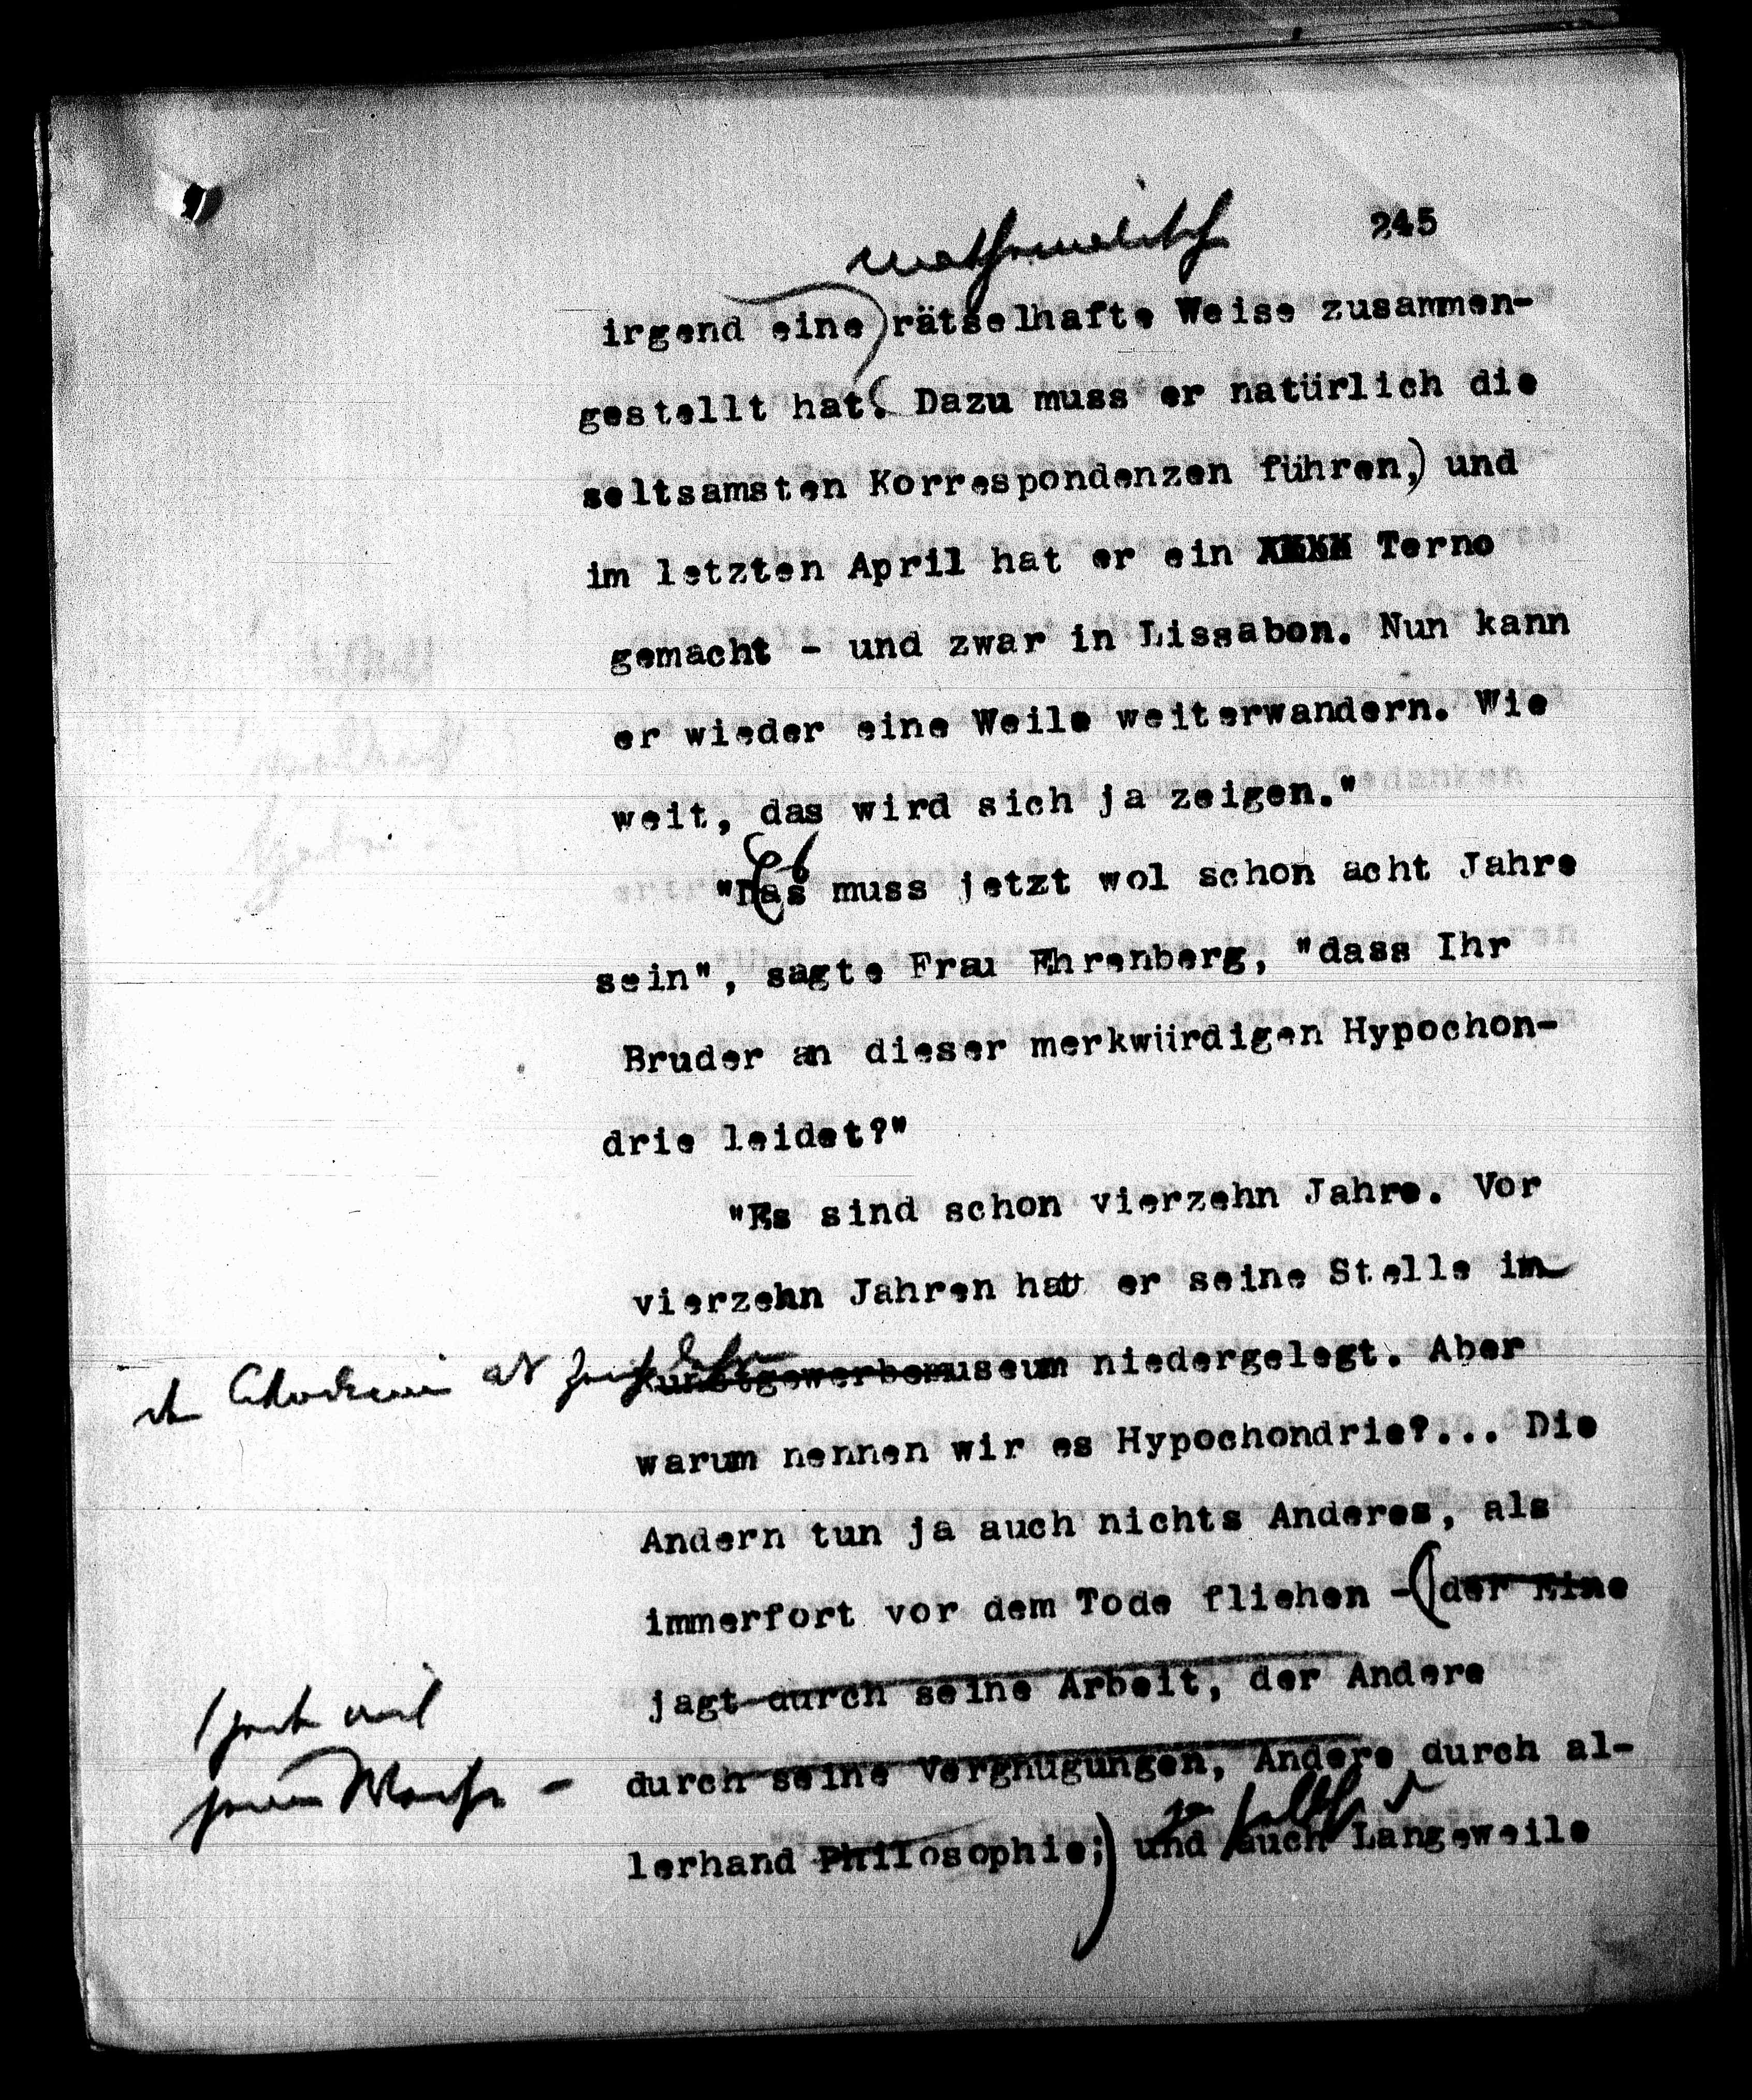 245
mathematisch
irgend eine rätselhafte Weise zusammen-
gestellt hat. Dazu muss er natürlich die
seltsamsten Korrespondenzen führen, und
im letzten April hat er ein XXXX Terno
gemacht - und zwar in Lissabon. Nun kann
er wieder eine Weile weiterwandern. Wie
weit, das wird sich ja zeigen."
Es
"Das muss jetzt wol schon acht Jahre
sein", sagte Frau Ehrenberg, "dass Ihr
Bruder an dieser merkwürdigen Hypochon-
drie leidet?"
"Es sind schon vierzehn Jahre. Vor
vierzehn Jahren hat er seine Stelle im
Kunstgewerbemuseum niedergelegt. Aber
warum nennen wir es Hypochondrie?... Die
Andern tun ja auch nichts Anderes, als
immerfort vor dem Tode fliehen - (der Eine
jagt durch seine Arbeit, der Andere
durch seine Vergnügungen, Andere durch al-
ja selbst
lerhand Philosophie;) und auch Langeweile